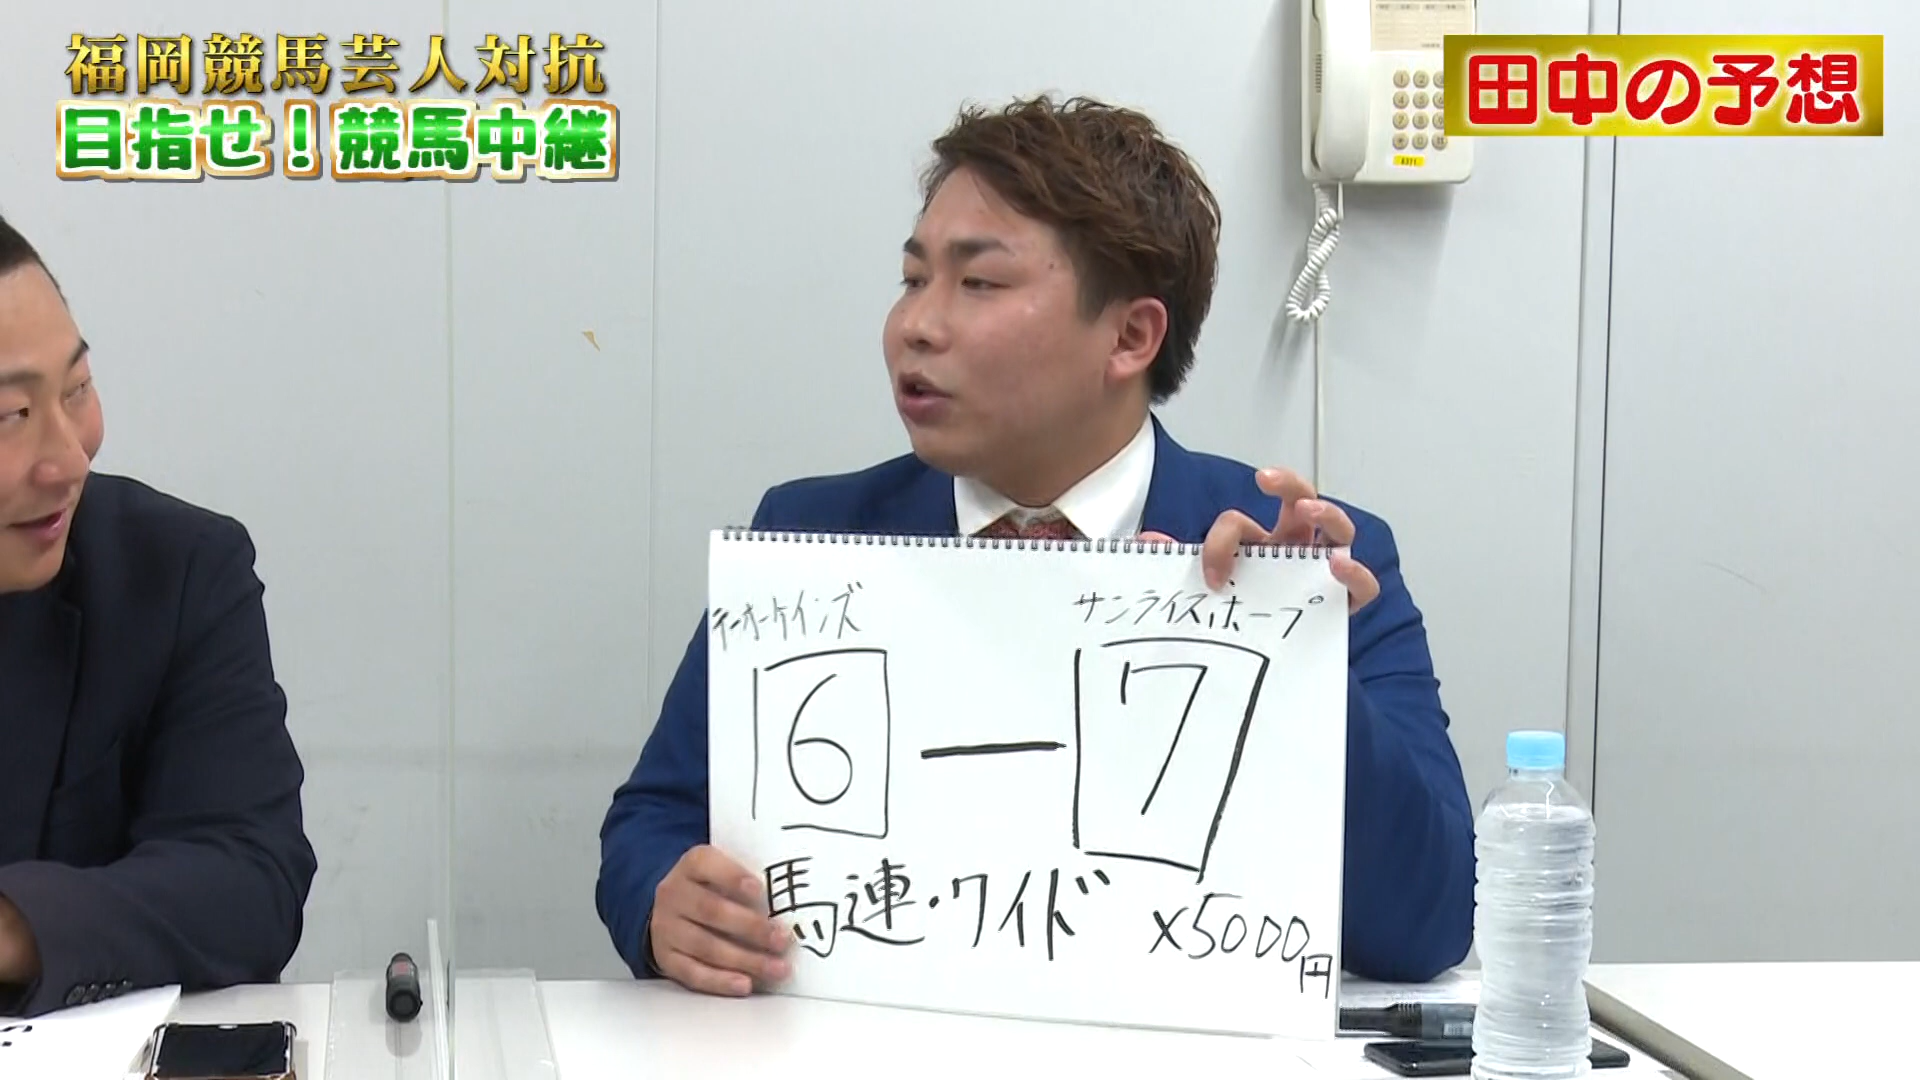 福岡競馬芸人対抗
目指せ！競馬中継
田中の予想
テーオーケインズ
サンライズホープ
6 ー 7
馬連・ワイド ×5000円